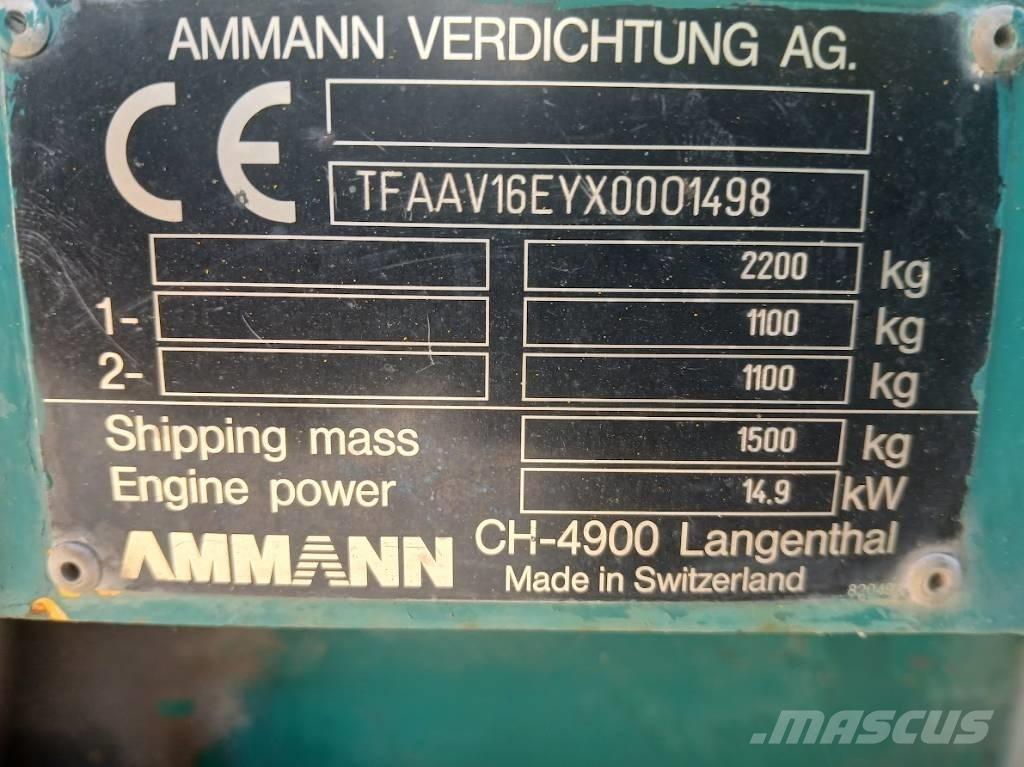 AMMANN VERDICHTUNG AG.
CE
TFAAV16EYX0001498
2200 kg
1- 1100 kg
2- 1100 kg
Shipping mass 1500 kg
Engine power 14.9 kW
AMMANN CH-4900 Langenthal
Made in Switzerland
MASCUS